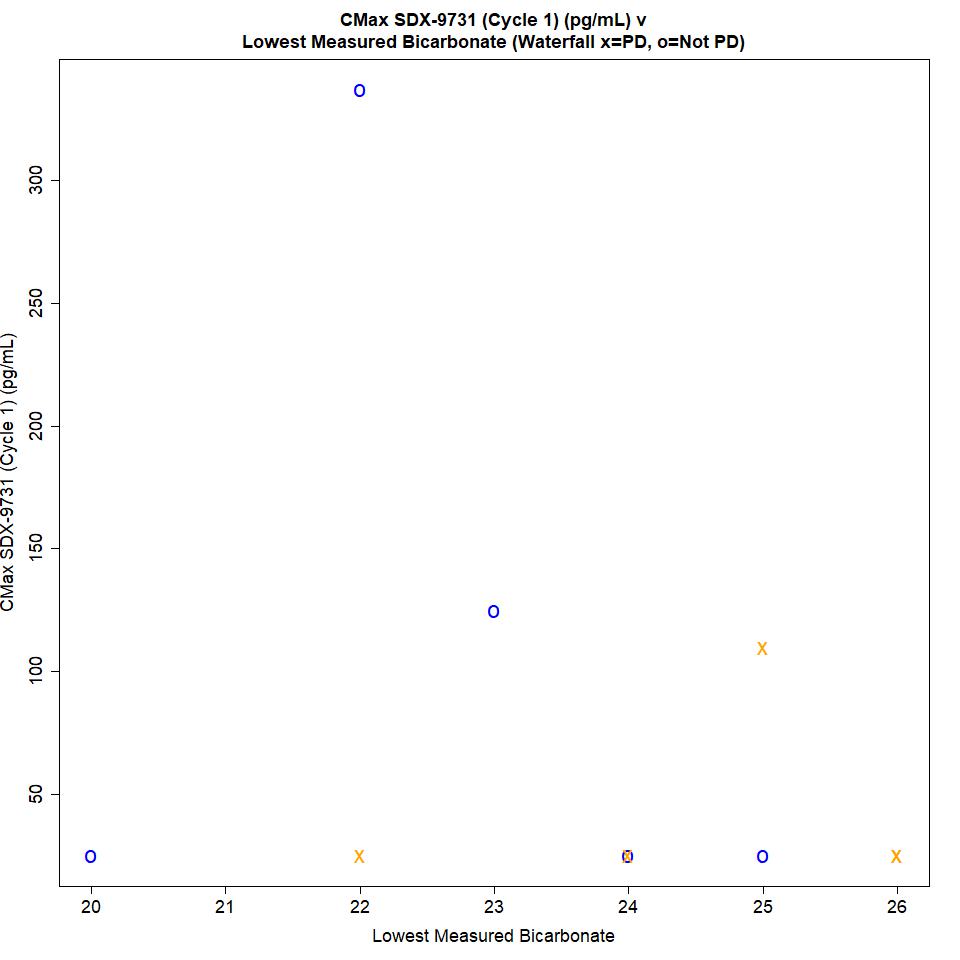 CMax SDX-9731 (Cycle 1) (pg/mL) v
Lowest Measured Bicarbonate (Waterfall x=PD, o=Not PD)
CMax SDX-9731 (Cycle 1) (pg/mL)
300
250
200
150
100
50
o
o
x
o
x
o
x
o
x
20
21
22
23
24
25
26
Lowest Measured Bicarbonate